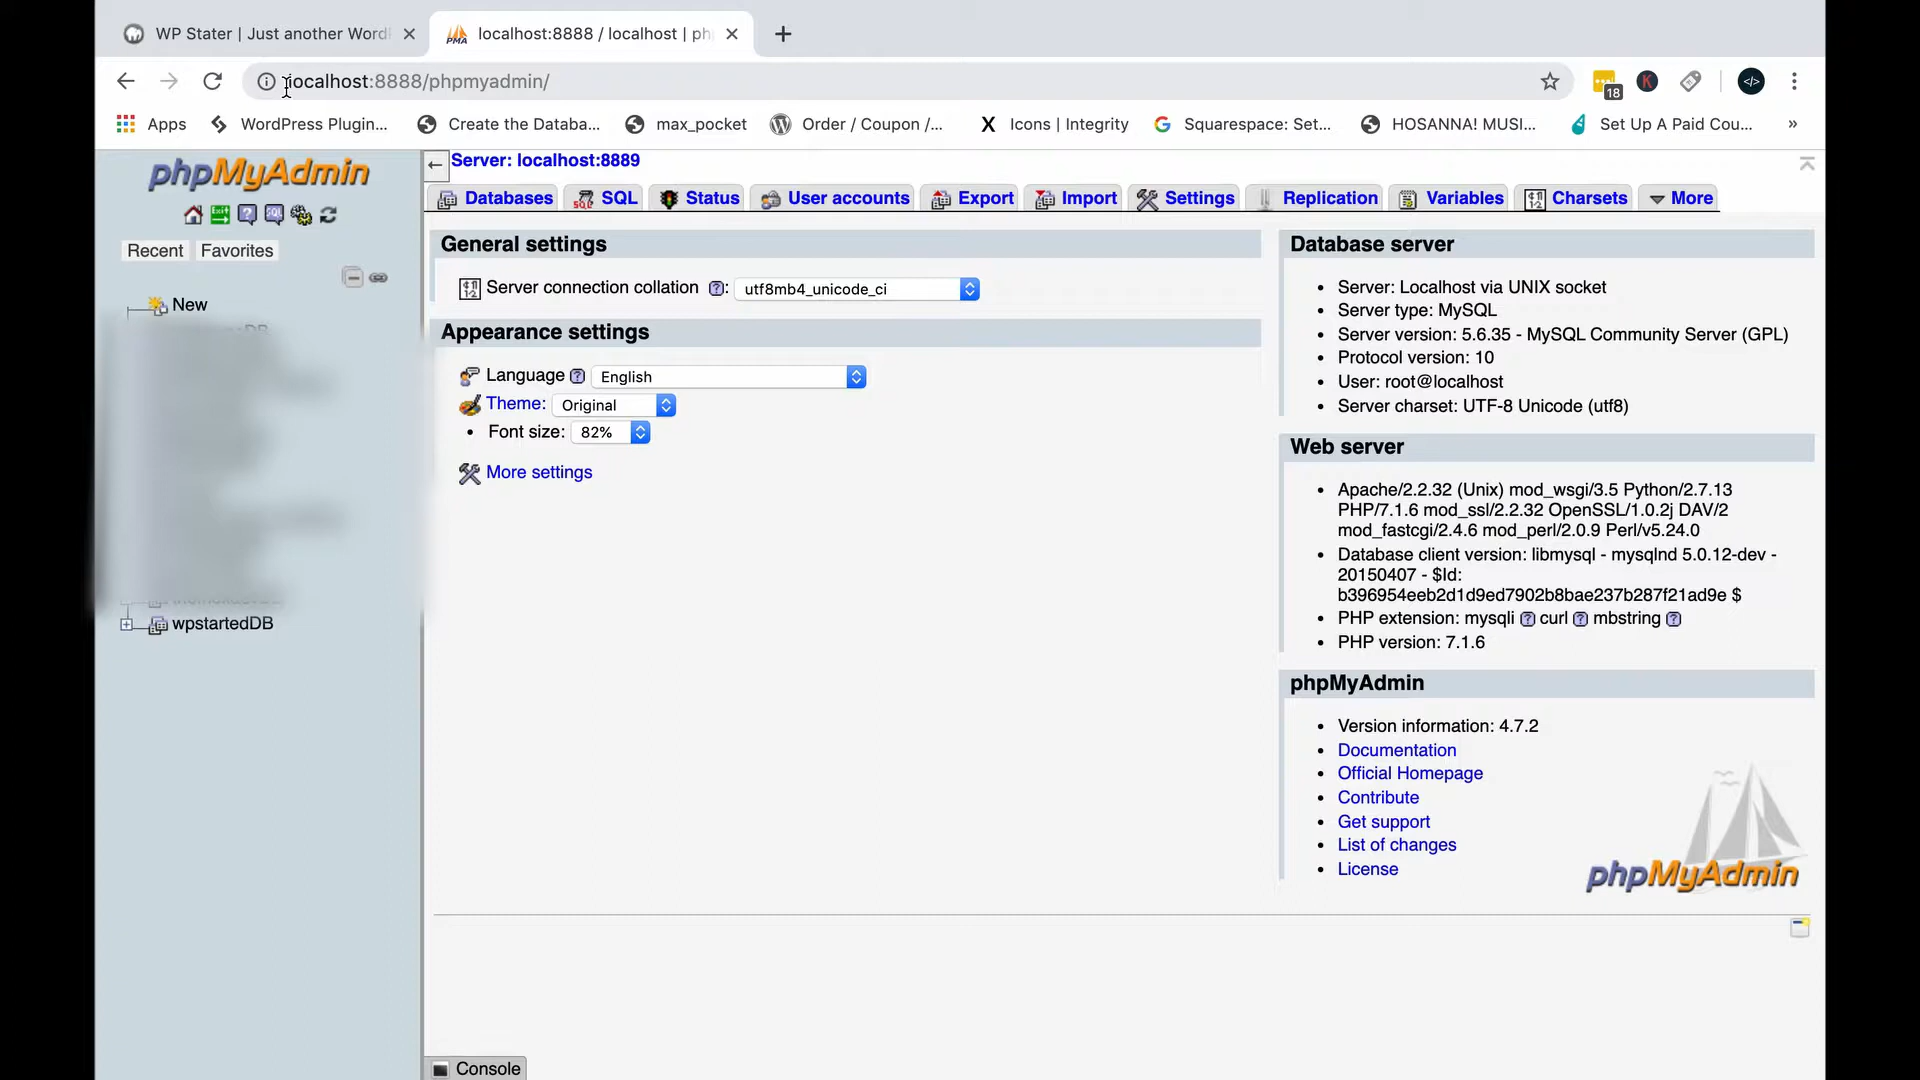 WP Stater | Just another Word
localhost:8888 / localhost | ph
PMA
localhost:8888/phpmyadmin/
18
K
</>
Apps
WordPress Plugin...
Create the Databa...
max_pocket
Order / Coupon /...
X Icons | Integrity
Squarespace: Set...
HOSANNA! MUSI...
Set Up A Paid Cou...
»
phpMyAdmin
Recent
Favorites
New
wpstartedDB
Server: localhost:8889
Databases
SQL
Status
User accounts
Export
Import
Settings
Replication
Variables
Charsets
More
General settings
Server connection collation ?: utf8mb4_unicode_ci
Appearance settings
Language ? English
Theme: Original
Font size: 82%
More settings
Database server
Server: Localhost via UNIX socket
Server type: MySQL
Server version: 5.6.35 - MySQL Community Server (GPL)
Protocol version: 10
User: root@localhost
Server charset: UTF-8 Unicode (utf8)
Web server
Apache/2.2.32 (Unix) mod_wsgi/3.5 Python/2.7.13
PHP/7.1.6 mod_ssl/2.2.32 OpenSSL/1.0.2j DAV/2
mod_fastcgi/2.4.6 mod_perl/2.0.9 Perl/v5.24.0
Database client version: libmysql - mysqlnd 5.0.12-dev -
20150407 - $Id:
b396954eeb2d1d9ed7902b8bae237b287f21ad9e $
PHP extension: mysqli ? curl ? mbstring ?
PHP version: 7.1.6
phpMyAdmin
Version information: 4.7.2
Documentation
Official Homepage
Contribute
Get support
List of changes
License
phpMyAdmin
Console